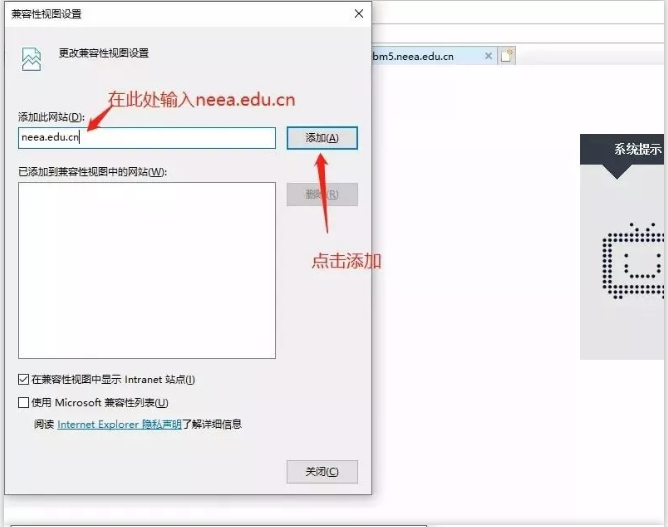 兼容性视图设置
更改兼容性视图设置
bm5.neea.edu.cn
在此处输入neea.edu.cn
添加此网站(D):
neea.edu.cn
添加(A)
系统提示
已添加到兼容性视图中的网站(W):
删除(R)
点击添加
在兼容性视图中显示 Intranet 站点(I)
使用 Microsoft 兼容性列表(U)
阅读 Internet Explorer 隐私声明了解详细信息
关闭(C)